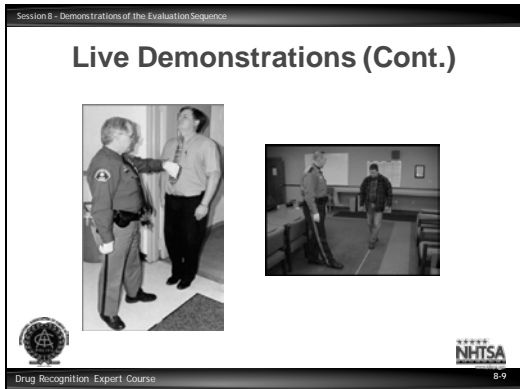 Session 8 - Demonstrations of the Evaluation Sequence
Live Demonstrations (Cont.)
NHTSA
Drug Recognition Expert Course
8-9